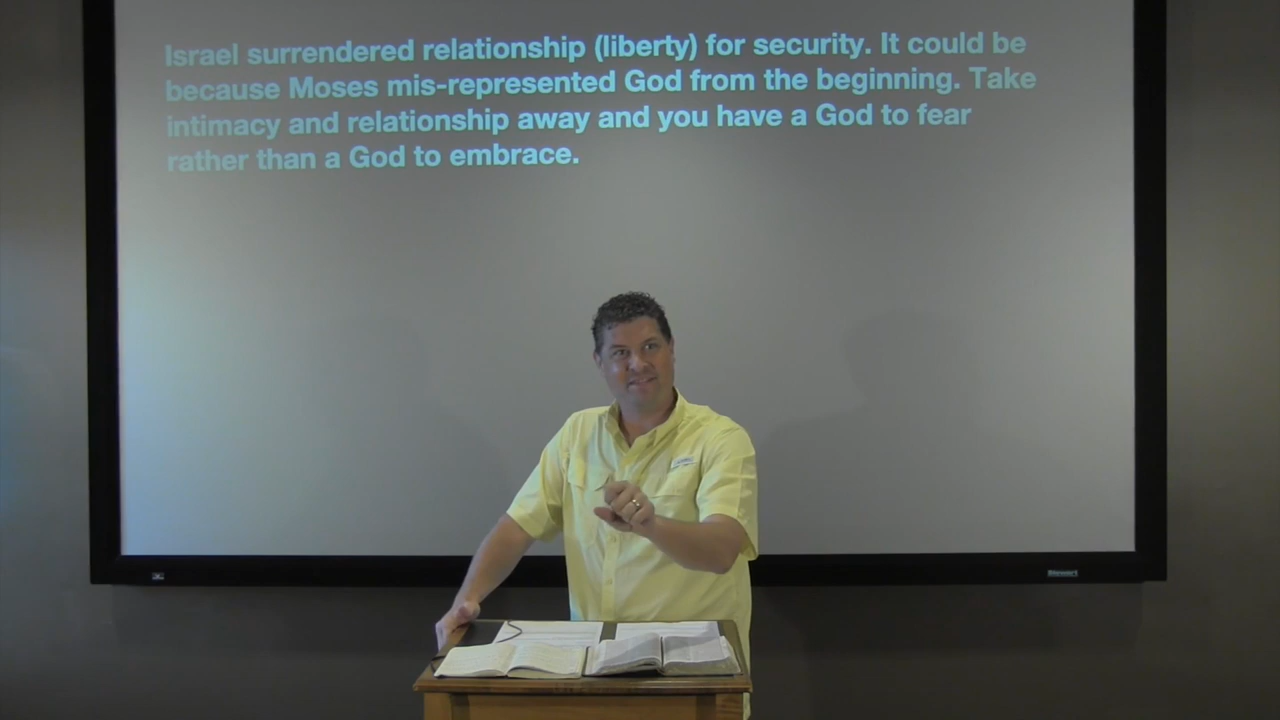 Israel surrendered relationship (liberty) for security. It could be
because Moses mis-represented God from the beginning. Take
intimacy and relationship away and you have a God to fear
rather than a God to embrace.
Stewart